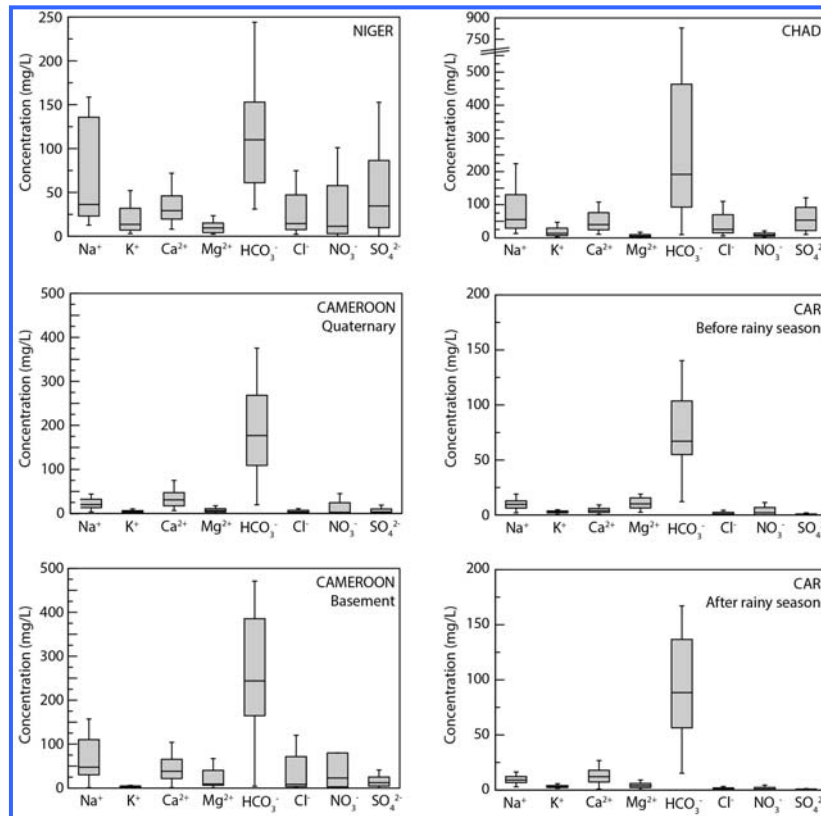 NIGER
Concentration (mg/L)
250
200
150
100
50
0
Na⁺ K⁺ Ca²⁺ Mg²⁺ HCO₃⁻ Cl⁻ NO₃⁻ SO₄²⁻
CHAD
Concentration (mg/L)
900
750
500
400
300
200
100
0
Na⁺ K⁺ Ca²⁺ Mg²⁺ HCO₃⁻ Cl⁻ NO₃⁻ SO₄²⁻
CAMEROON
Quaternary
Concentration (mg/L)
500
400
300
200
100
0
Na⁺ K⁺ Ca²⁺ Mg²⁺ HCO₃⁻ Cl⁻ NO₃⁻ SO₄²⁻
CAR
Before rainy season
Concentration (mg/L)
200
150
100
50
0
Na⁺ K⁺ Ca²⁺ Mg²⁺ HCO₃⁻ Cl⁻ NO₃⁻ SO₄²⁻
CAMEROON
Basement
Concentration (mg/L)
500
400
300
200
100
0
Na⁺ K⁺ Ca²⁺ Mg²⁺ HCO₃⁻ Cl⁻ NO₃⁻ SO₄²⁻
CAR
After rainy season
Concentration (mg/L)
200
150
100
50
0
Na⁺ K⁺ Ca²⁺ Mg²⁺ HCO₃⁻ Cl⁻ NO₃⁻ SO₄²⁻